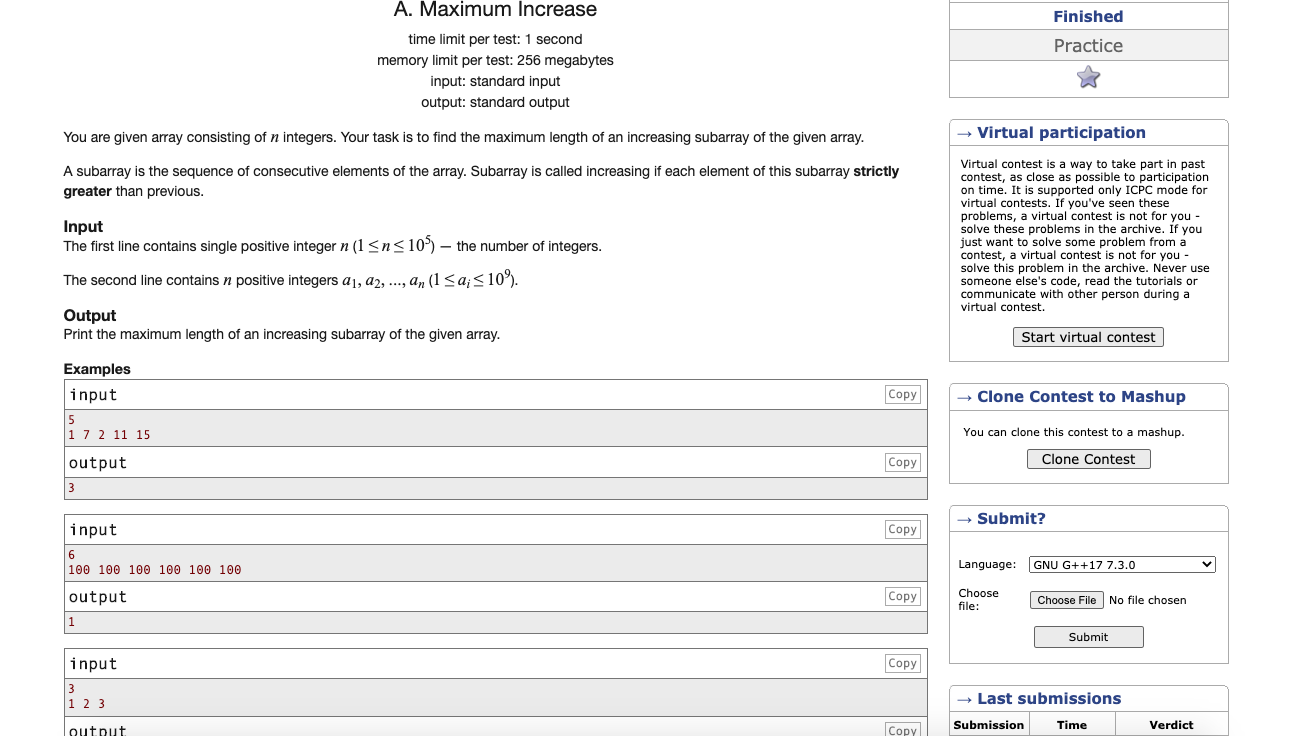 A. Maximum Increase
time limit per test: 1 second
memory limit per test: 256 megabytes
input: standard input
output: standard output
You are given array consisting of n integers. Your task is to find the maximum length of an increasing subarray of the given array.
A subarray is the sequence of consecutive elements of the array. Subarray is called increasing if each element of this subarray strictly
greater than previous.
Input
The first line contains single positive integer n (1 ≤ n ≤ 10⁵) — the number of integers.
The second line contains n positive integers a₁, a₂, ..., aₙ (1 ≤ aᵢ ≤ 10⁹).
Output
Print the maximum length of an increasing subarray of the given array.
Examples
input
Copy
5
1 7 2 11 15
output
Copy
3
input
Copy
6
100 100 100 100 100 100
output
Copy
1
input
Copy
3
1 2 3
output
Copy
Finished
Practice
→ Virtual participation
Virtual contest is a way to take part in past
contest, as close as possible to participation
on time. It is supported only ICPC mode for
virtual contests. If you've seen these
problems, a virtual contest is not for you -
solve these problems in the archive. If you
just want to solve some problem from a
contest, a virtual contest is not for you -
solve this problem in the archive. Never use
someone else's code, read the tutorials or
communicate with other person during a
virtual contest.
Start virtual contest
→ Clone Contest to Mashup
You can clone this contest to a mashup.
Clone Contest
→ Submit?
Language: GNU G++17 7.3.0
Choose
file:
Choose File No file chosen
Submit
→ Last submissions
Submission Time Verdict